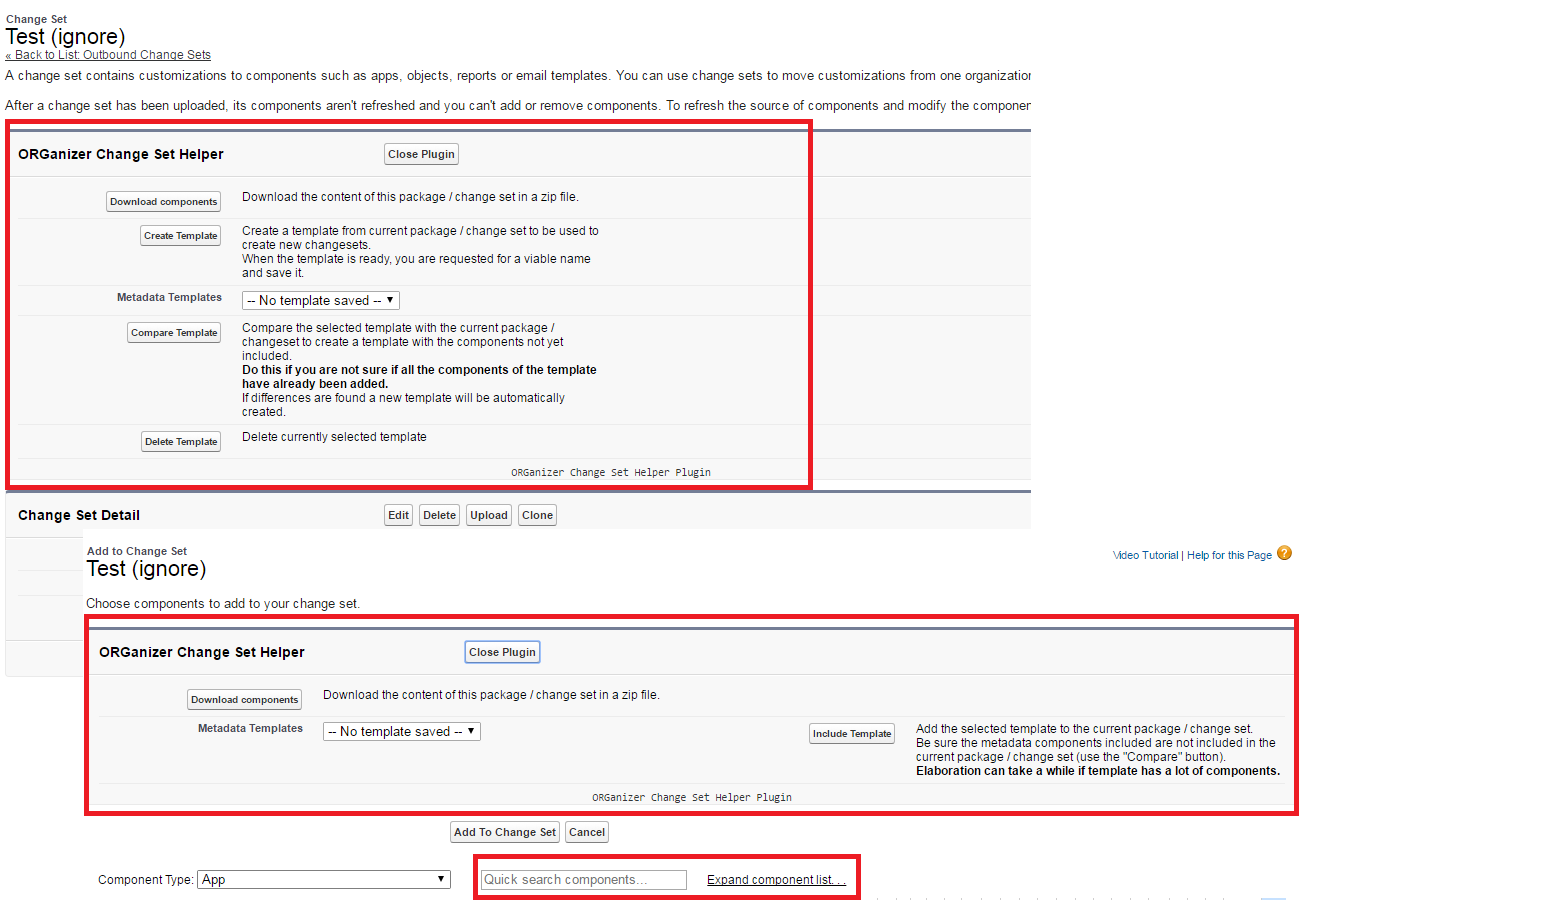 Change Set
Test (ignore)
« Back to List: Outbound Change Sets
A change set contains customizations to components such as apps, objects, reports or email templates. You can use change sets to move customizations from one organization
After a change set has been uploaded, its components aren't refreshed and you can't add or remove components. To refresh the source of components and modify the componen
ORGanizer Change Set Helper
Close Plugin
Download components
Download the content of this package / change set in a zip file.
Create Template
Create a template from current package / change set to be used to
create new changesets.
When the template is ready, you are requested for a viable name
and save it.
Metadata Templates
-- No template saved --
Compare Template
Compare the selected template with the current package /
changeset to create a template with the components not yet
included.
Do this if you are not sure if all the components of the template
have already been added.
If differences are found a new template will be automatically
created.
Delete Template
Delete currently selected template
ORGanizer Change Set Helper Plugin
Change Set Detail
Edit
Delete
Upload
Clone
Add to Change Set
Test (ignore)
Video Tutorial | Help for this Page ?
Choose components to add to your change set.
ORGanizer Change Set Helper
Close Plugin
Download components
Download the content of this package / change set in a zip file.
Metadata Templates
-- No template saved --
Include Template
Add the selected template to the current package / change set.
Be sure the metadata components included are not included in the
current package / change set (use the "Compare" button).
Elaboration can take a while if template has a lot of components.
ORGanizer Change Set Helper Plugin
Add To Change Set
Cancel
Component Type: App
Quick search components...
Expand component list. . .